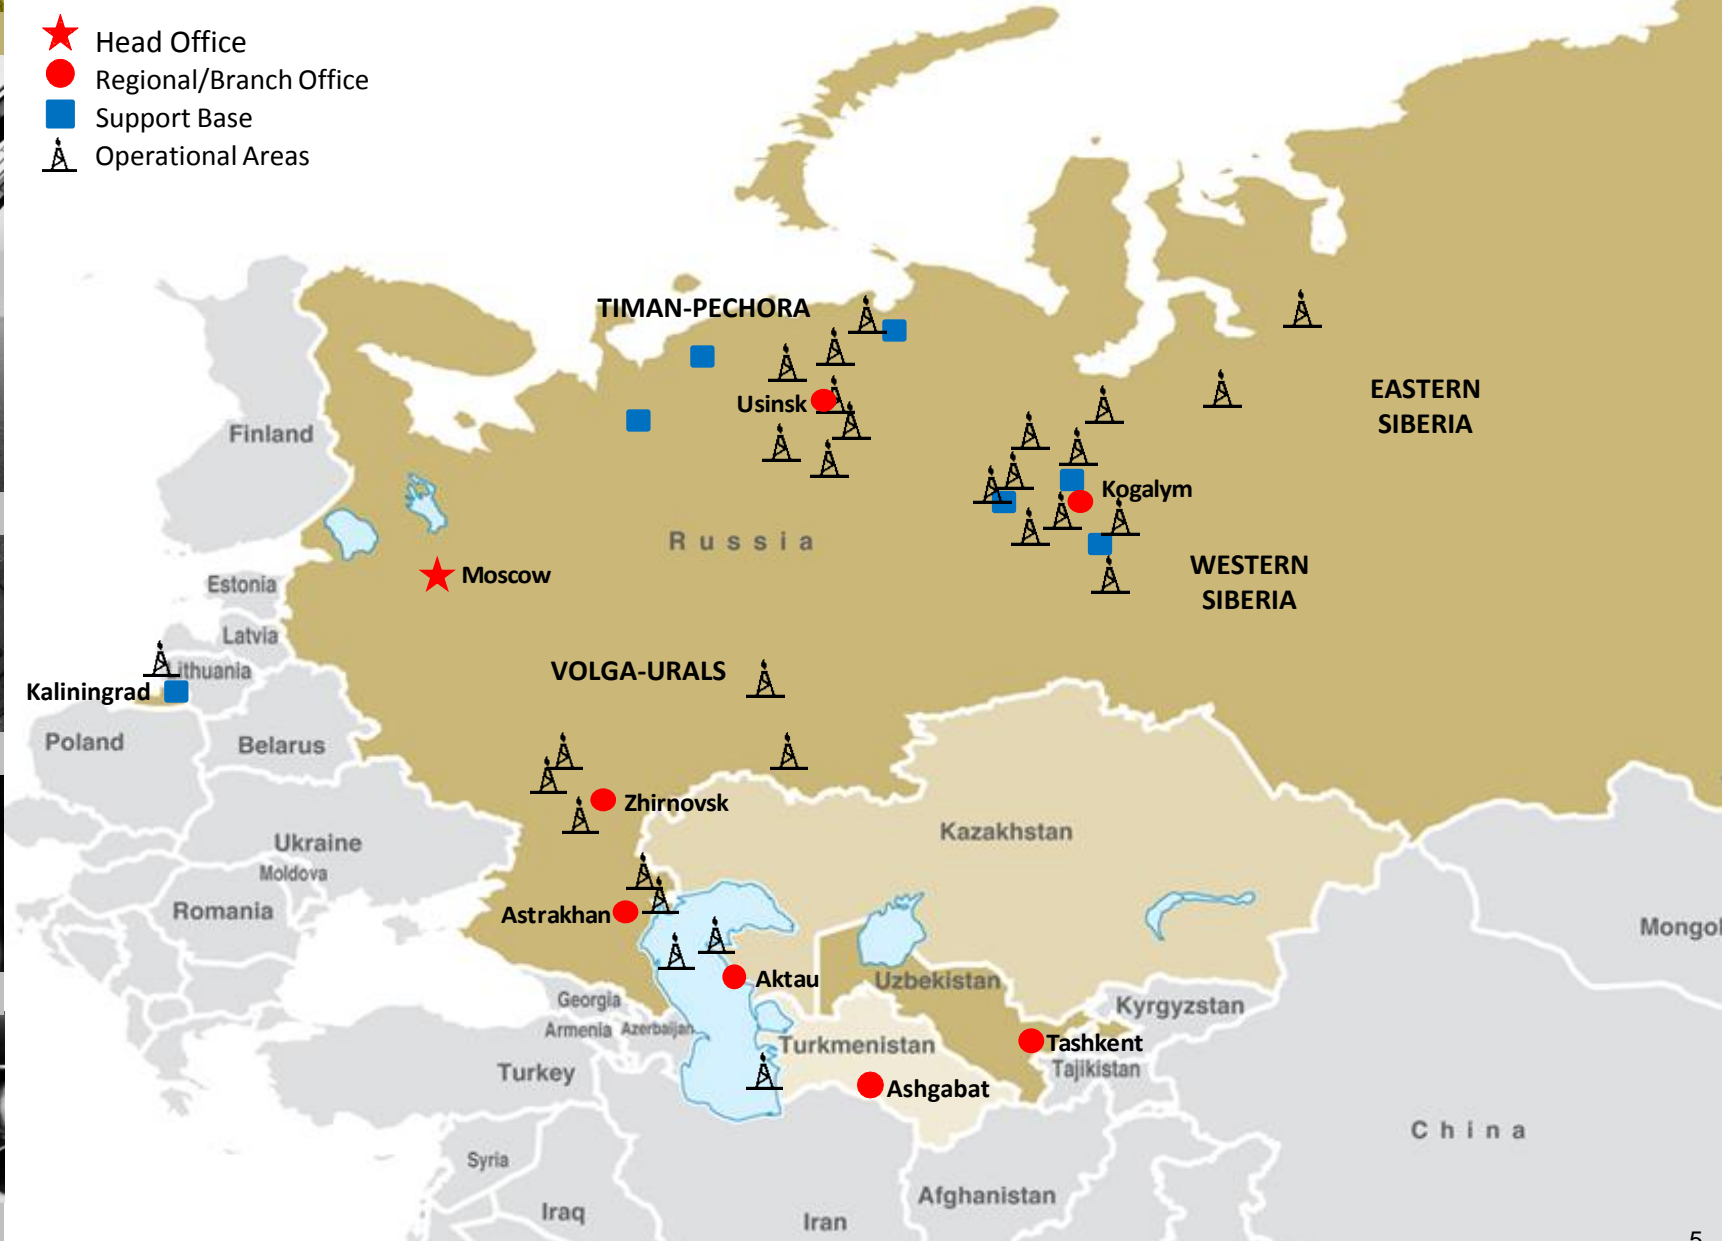 Head Office
Regional/Branch Office
Support Base
Operational Areas
TIMAN-PECHORA
Usinsk
EASTERN
SIBERIA
Finland
Kogalym
Russia
WESTERN
SIBERIA
Moscow
Estonia
Latvia
Lithuania
VOLGA-URALS
Kaliningrad
Poland
Belarus
Zhirnovsk
Kazakhstan
Ukraine
Moldova
Romania
Astrakhan
Mongol
Aktau
Uzbekistan
Georgia
Kyrgyzstan
Armenia
Azerbaijan
Turkmenistan
Tashkent
Tajikistan
Turkey
Ashgabat
China
Syria
Afghanistan
Iraq
Iran
5